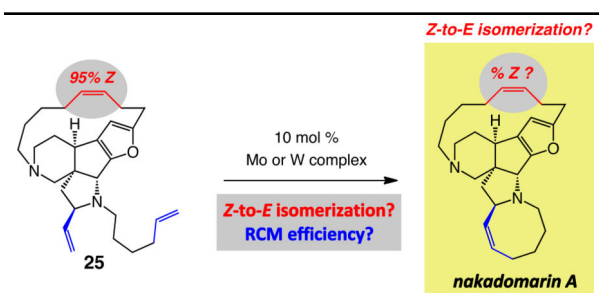 Z-to-E isomerization?
95% Z
% Z ?
H
N
O
N
25
10 mol %
Mo or W complex
Z-to-E isomerization?
RCM efficiency?
H
N
O
N
nakadomarin A